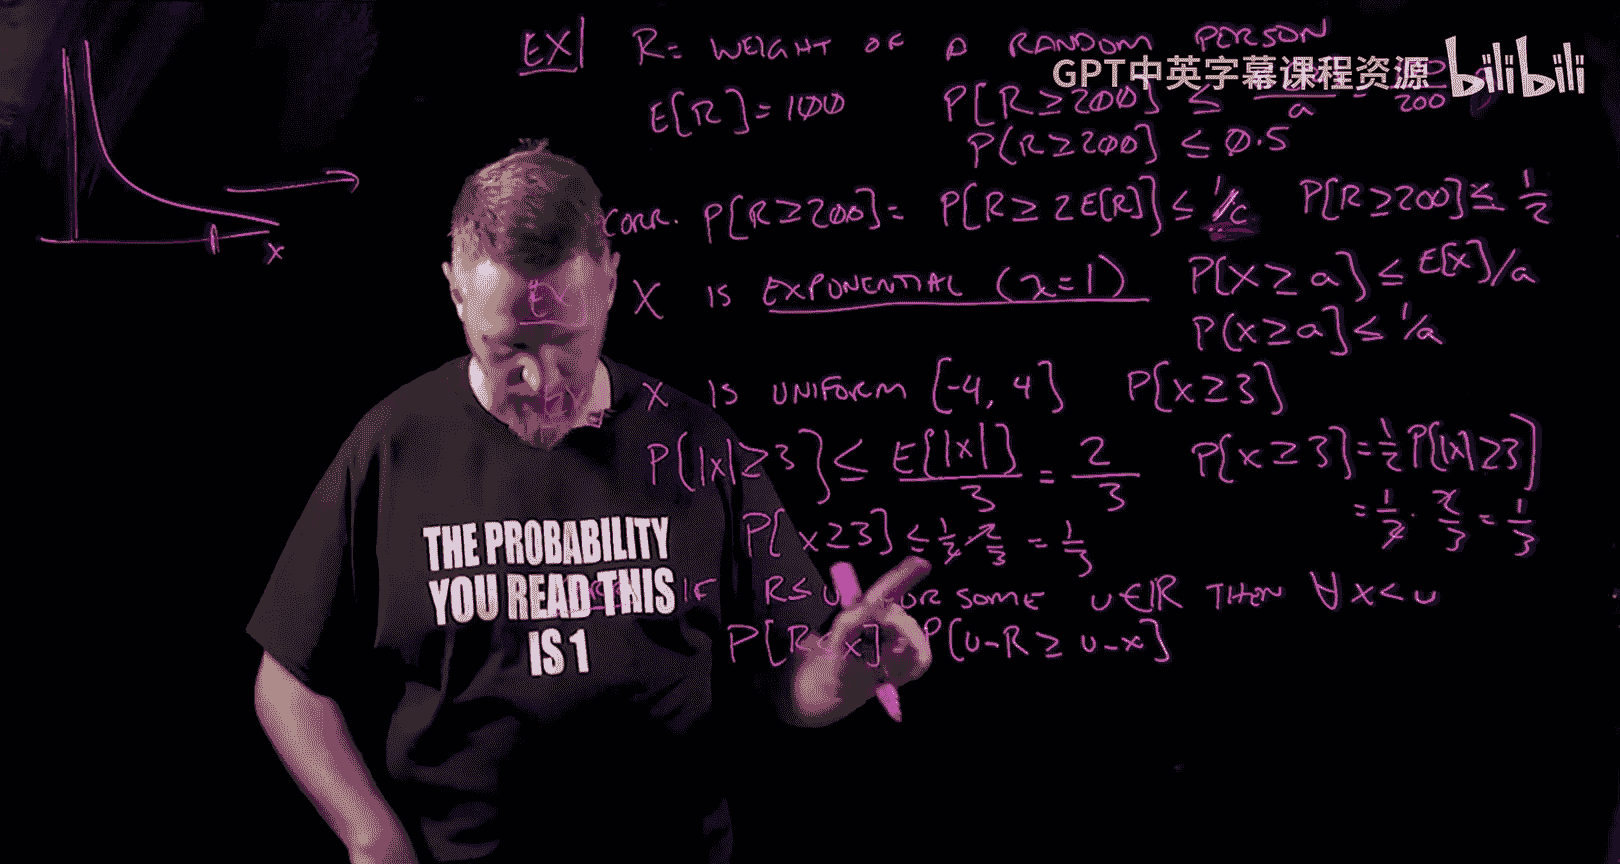 EX| R = WEIGHT OF A RANDOM PERSON
GPT中英字幕课程资源 bilibili
E[R] = 100 P[R ≥ 200] ≤ a 200
P[R ≥ 200] ≤ 0.5
CORR. P[R ≥ 200] = P[R ≥ 2E[R]] ≤ 1/c P[R ≥ 200] ≤ 1/2
X IS EXPONENTIAL (λ=1) P[X ≥ a] ≤ E[X]/a
P[X ≥ a] ≤ 1/a
X IS UNIFORM [-4, 4] P[X ≥ 3]
P[|X| ≥ 3] ≤ E[|X|]/3 = 2/3 P[X ≥ 3] = 1/2 P[|X| ≥ 3]
= 1/2 · 2/3 = 1/3
P[X ≥ 3] ≤ 1/2 · 2/3 = 1/3
IF R ≤ U FOR SOME U ∈ ℝ THEN ∀ x < U
P[R x] P[U-R ≥ U-x]
x
THE PROBABILITY
YOU READ THIS
IS 1